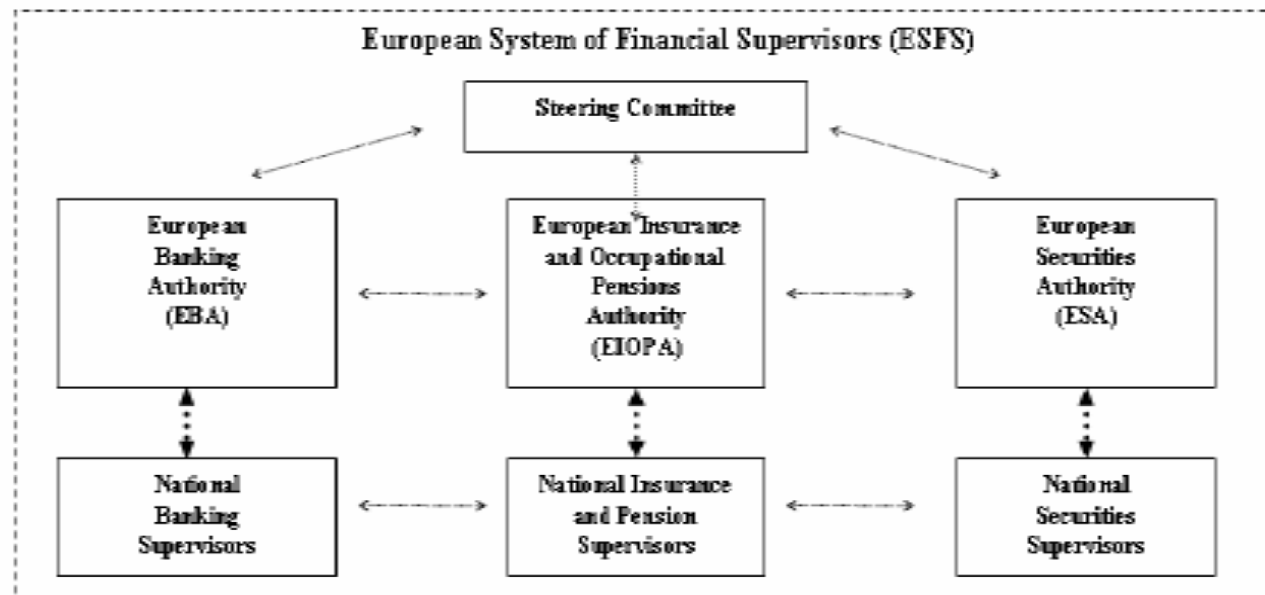 European System of Financial Supervisors (ESFS)
Steering Committee
European
Banking
Authority
(EBA)
European Insurance
and Occupational
Pensions
Authority
(EIOPA)
European
Securities
Authority
(ESA)
National
Banking
Supervisors
National Insurance
and Pension
Supervisors
National
Securities
Supervisors